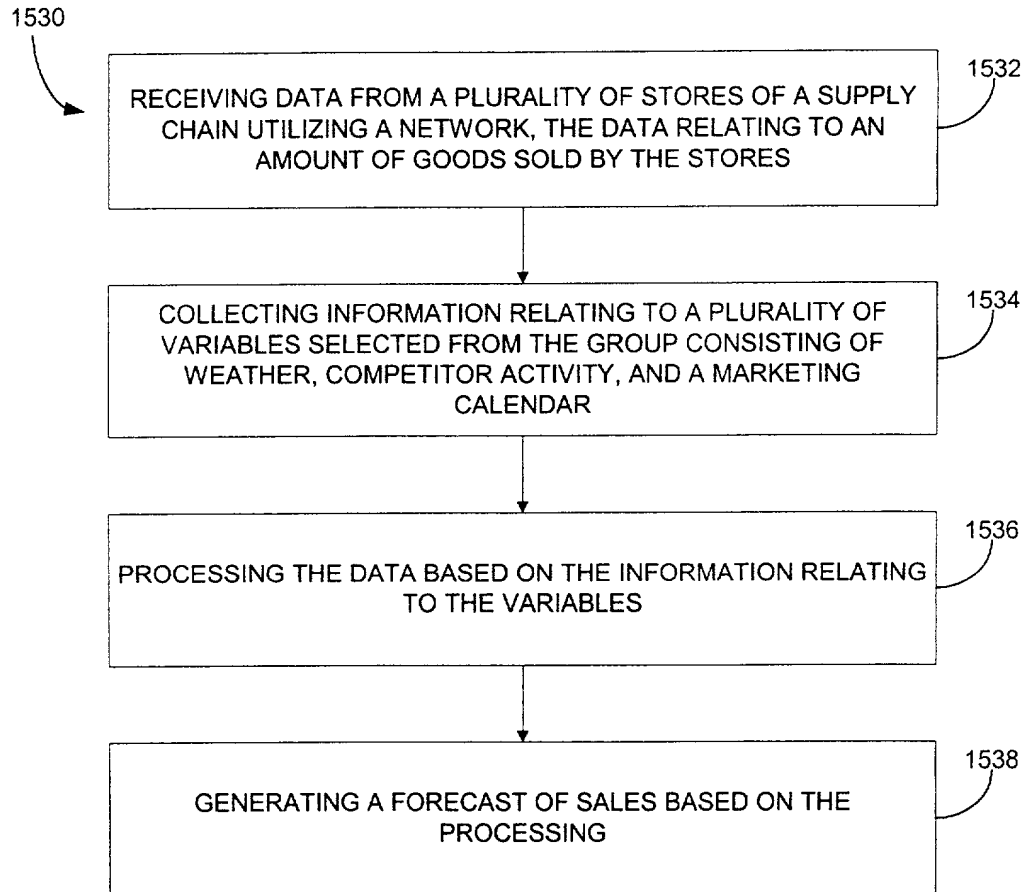 1530
1532
RECEIVING DATA FROM A PLURALITY OF STORES OF A SUPPLY
CHAIN UTILIZING A NETWORK, THE DATA RELATING TO AN
AMOUNT OF GOODS SOLD BY THE STORES
1534
COLLECTING INFORMATION RELATING TO A PLURALITY OF
VARIABLES SELECTED FROM THE GROUP CONSISTING OF
WEATHER, COMPETITOR ACTIVITY, AND A MARKETING
CALENDAR
1536
PROCESSING THE DATA BASED ON THE INFORMATION RELATING
TO THE VARIABLES
1538
GENERATING A FORECAST OF SALES BASED ON THE
PROCESSING